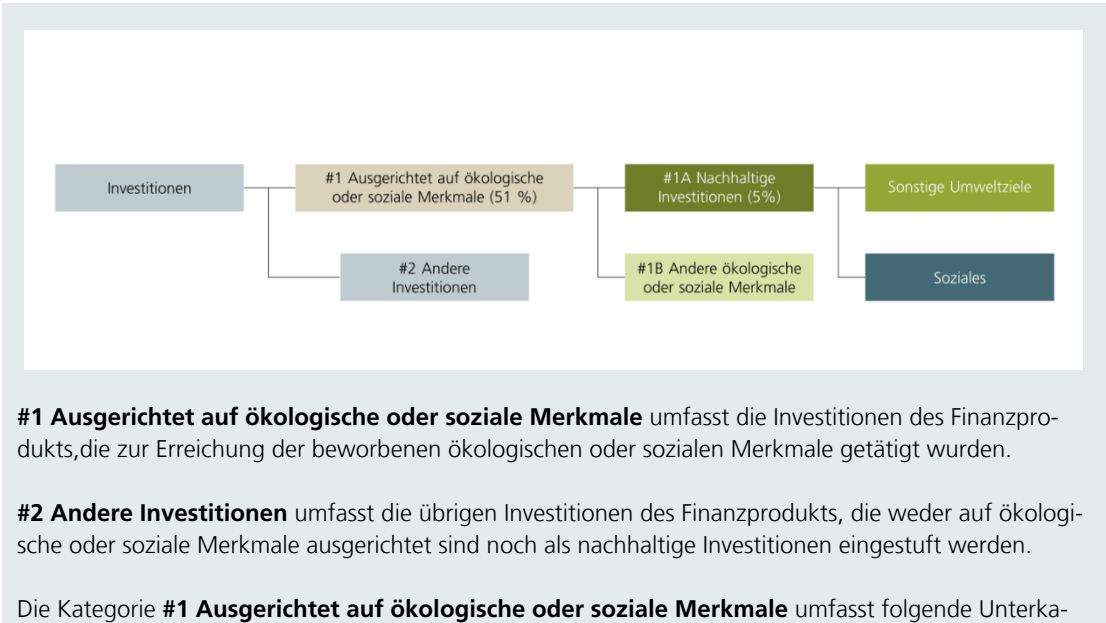 Investitionen
#1 Ausgerichtet auf ökologische
oder soziale Merkmale (51 %)
#1A Nachhaltige
Investitionen (5%)
Sonstige Umweltziele
#2 Andere
Investitionen
#1B Andere ökologische
oder soziale Merkmale
Soziales
#1 Ausgerichtet auf ökologische oder soziale Merkmale umfasst die Investitionen des Finanzpro-
dukts,die zur Erreichung der beworbenen ökologischen oder sozialen Merkmale getätigt wurden.
#2 Andere Investitionen umfasst die übrigen Investitionen des Finanzprodukts, die weder auf ökologi-
sche oder soziale Merkmale ausgerichtet sind noch als nachhaltige Investitionen eingestuft werden.
Die Kategorie #1 Ausgerichtet auf ökologische oder soziale Merkmale umfasst folgende Unterka-